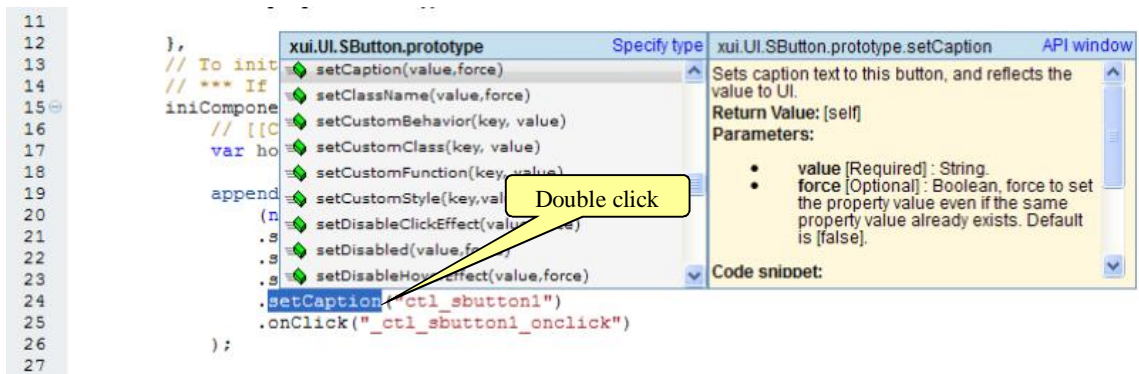 11
12 },
13 // To init
14 // *** If
15 iniCompone
16 // [[C
17 var ho
18
19 append
20 (n
21 .s
22 .s
23 .s
24 .setCaption("ctl_sbutton1")
25 .onClick("_ctl_sbutton1_onclick")
26 );
27
xui.UI.SButton.prototype Specify type
setCaption(value,force)
setClassName(value,force)
setCustomBehavior(key, value)
setCustomClass(key, value)
setCustomFunction(key, value)
setCustomStyle(key,val
setDisableClickEffect(value,force)
setDisabled(value,force)
setDisableHoverEffect(value,force)
Double click
xui.UI.SButton.prototype.setCaption API window
Sets caption text to this button, and reflects the
value to UI.
Return Value: [self]
Parameters:
• value [Required] : String.
• force [Optional] : Boolean, force to set
the property value even if the same
property value already exists. Default
is [false].
Code snippet: